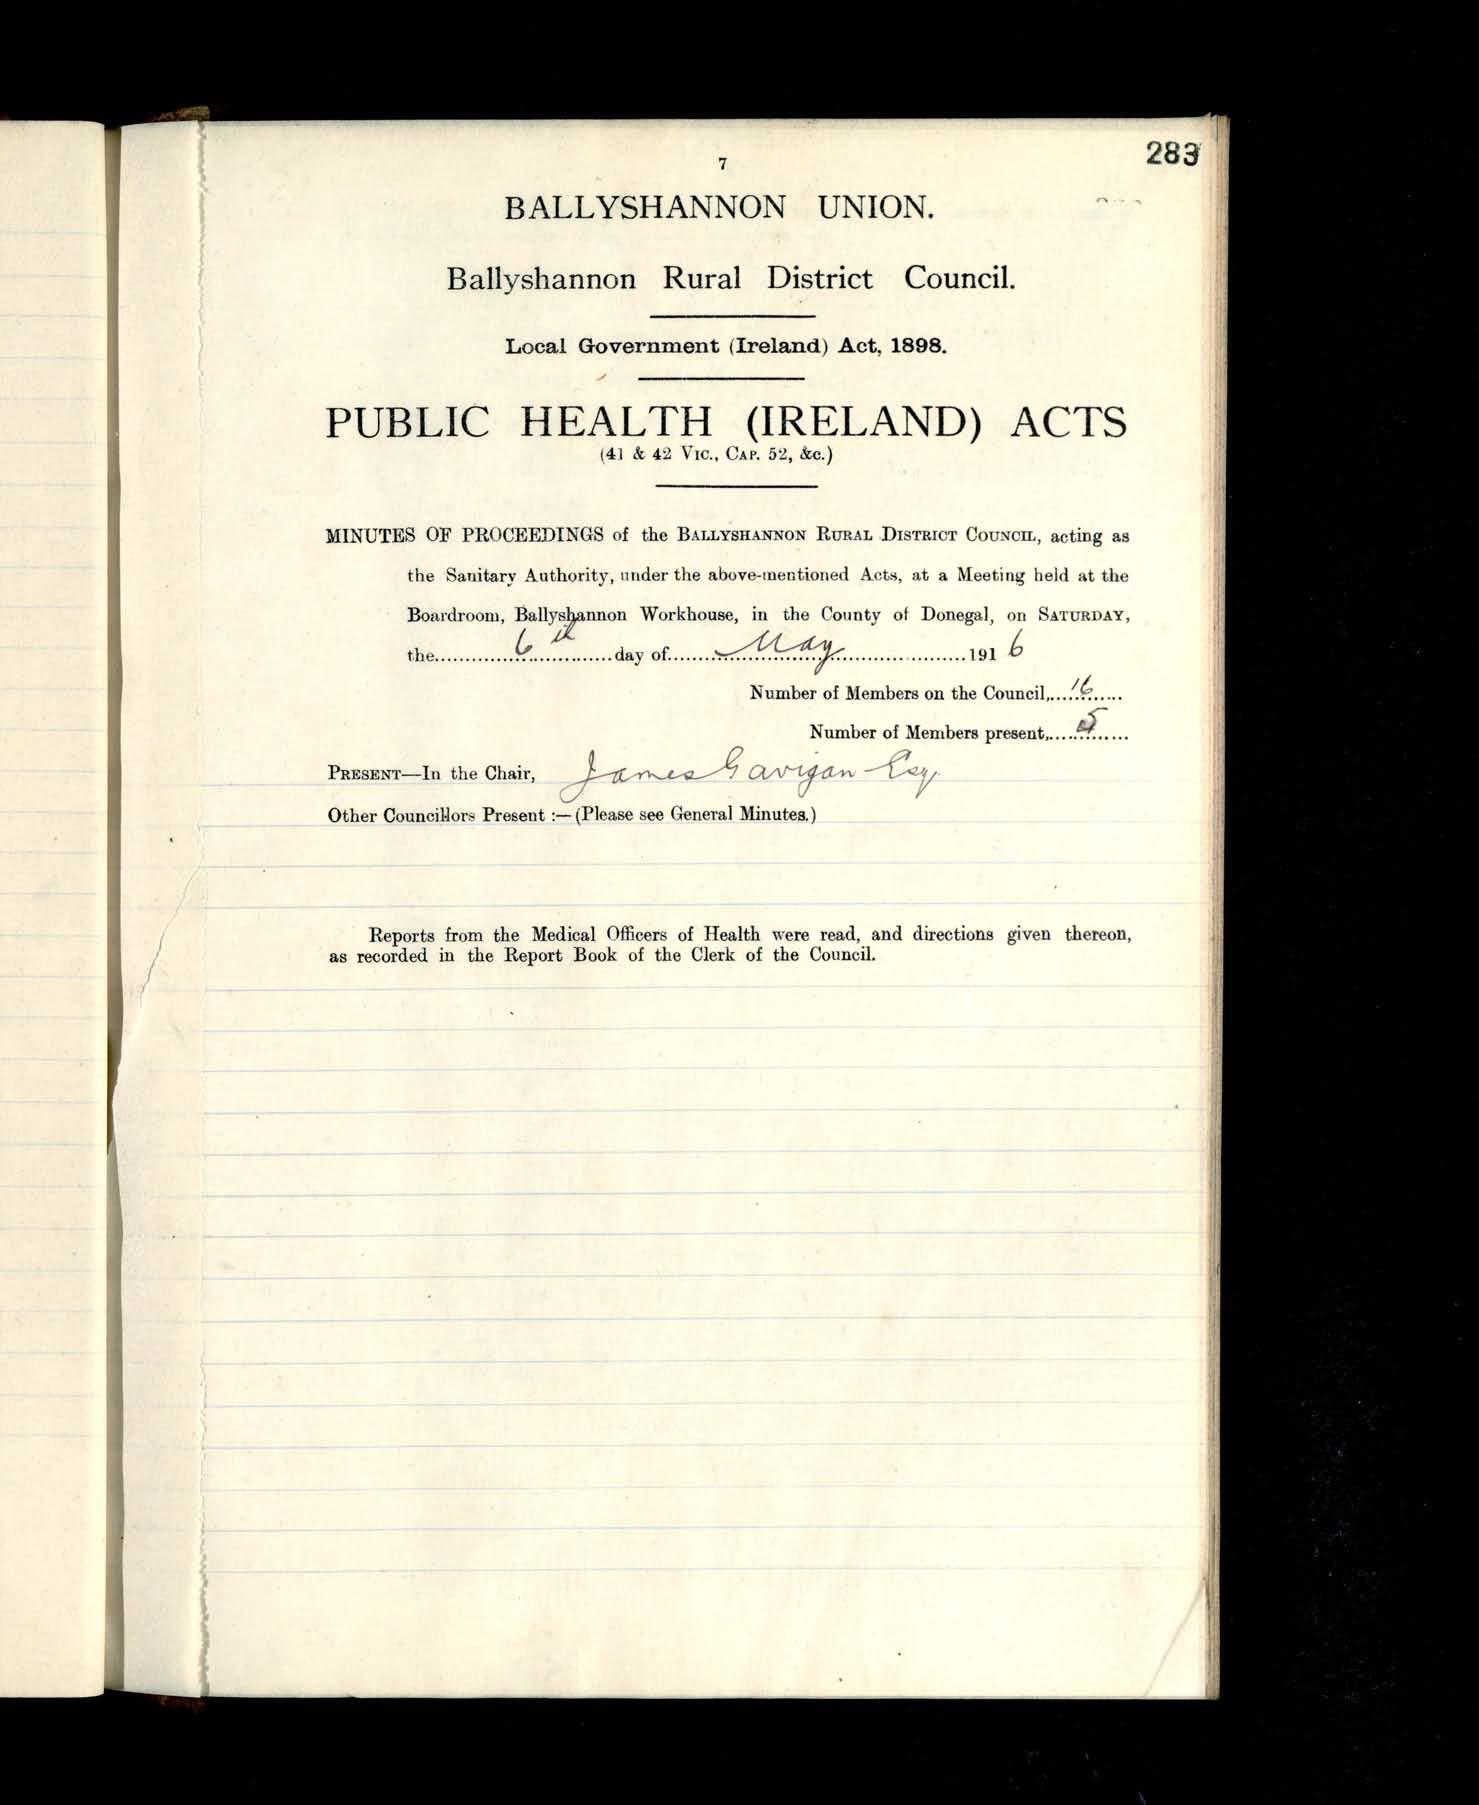 283
7
BALLYSHANNON UNION.
Ballyshannon Rural District Council.
Local Government (Ireland) Act, 1898.
PUBLIC HEALTH (IRELAND) ACTS
(41 & 42 Vic., Cap. 52, &c.)
MINUTES OF PROCEEDINGS of the Ballyshannon Rural District Council, acting as
the Sanitary Authority, under the above-mentioned Acts, at a Meeting held at the
Boardroom, Ballyshannon Workhouse, in the County of Donegal, on Saturday,
the 6th day of May 1916
Number of Members on the Council, 16
Number of Members present, 5
Present—In the Chair, James Gavigan Esq.
Other Councillors Present :—(Please see General Minutes.)
Reports from the Medical Officers of Health were read, and directions given thereon,
as recorded in the Report Book of the Clerk of the Council.